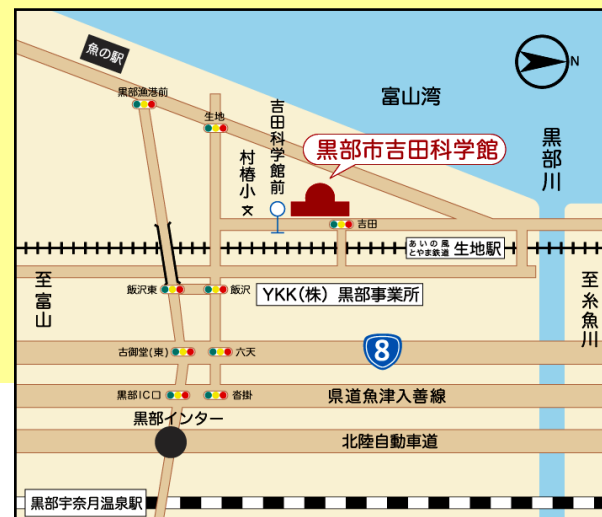 魚の駅
黒部漁港前
生地
吉田科学館前
村椿小
文
富山湾
N
黒部市吉田科学館
黒部川
吉田
あいの風
とやま鉄道
生地駅
至富山
至糸魚川
飯沢東
飯沢
YKK(株) 黒部事業所
古御堂(東)
六天
8
黒部IC口
沓掛
県道魚津入善線
黒部インター
北陸自動車道
黒部宇奈月温泉駅